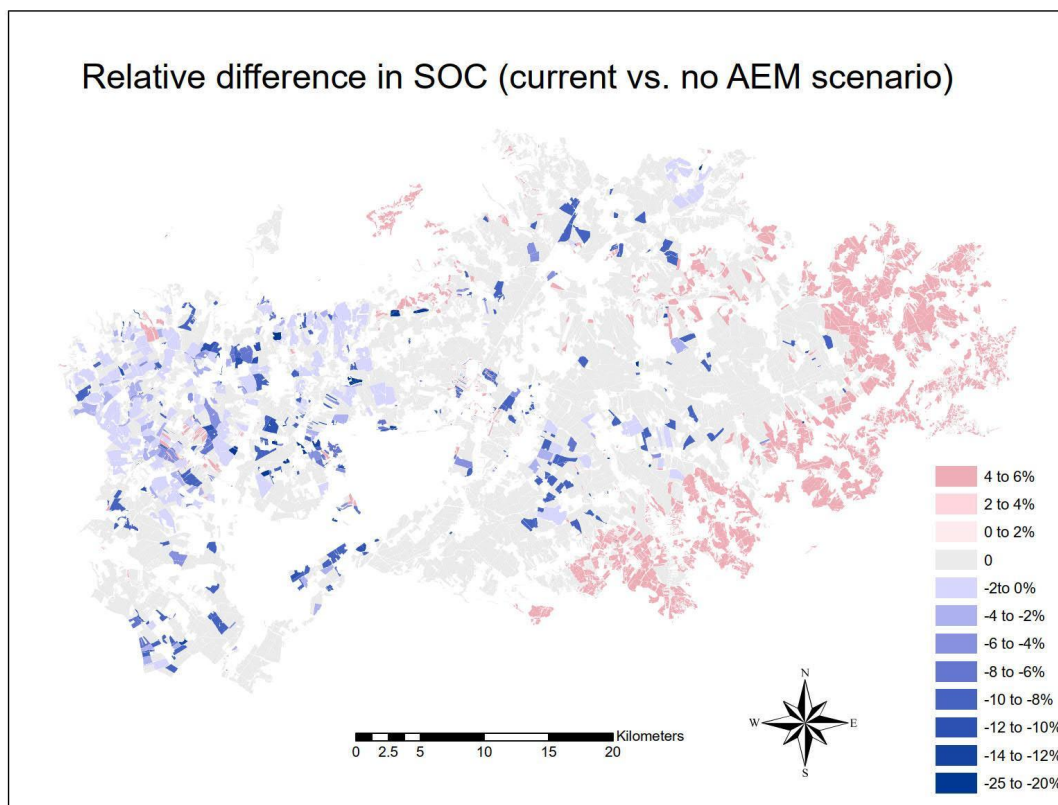 Relative difference in SOC (current vs. no AEM scenario)
4 to 6%
2 to 4%
0 to 2%
0
-2to 0%
-4 to -2%
-6 to -4%
-8 to -6%
-10 to -8%
-12 to -10%
-14 to -12%
-25 to -20%
N
W E
S
Kilometers
0 2.5 5 10 15 20